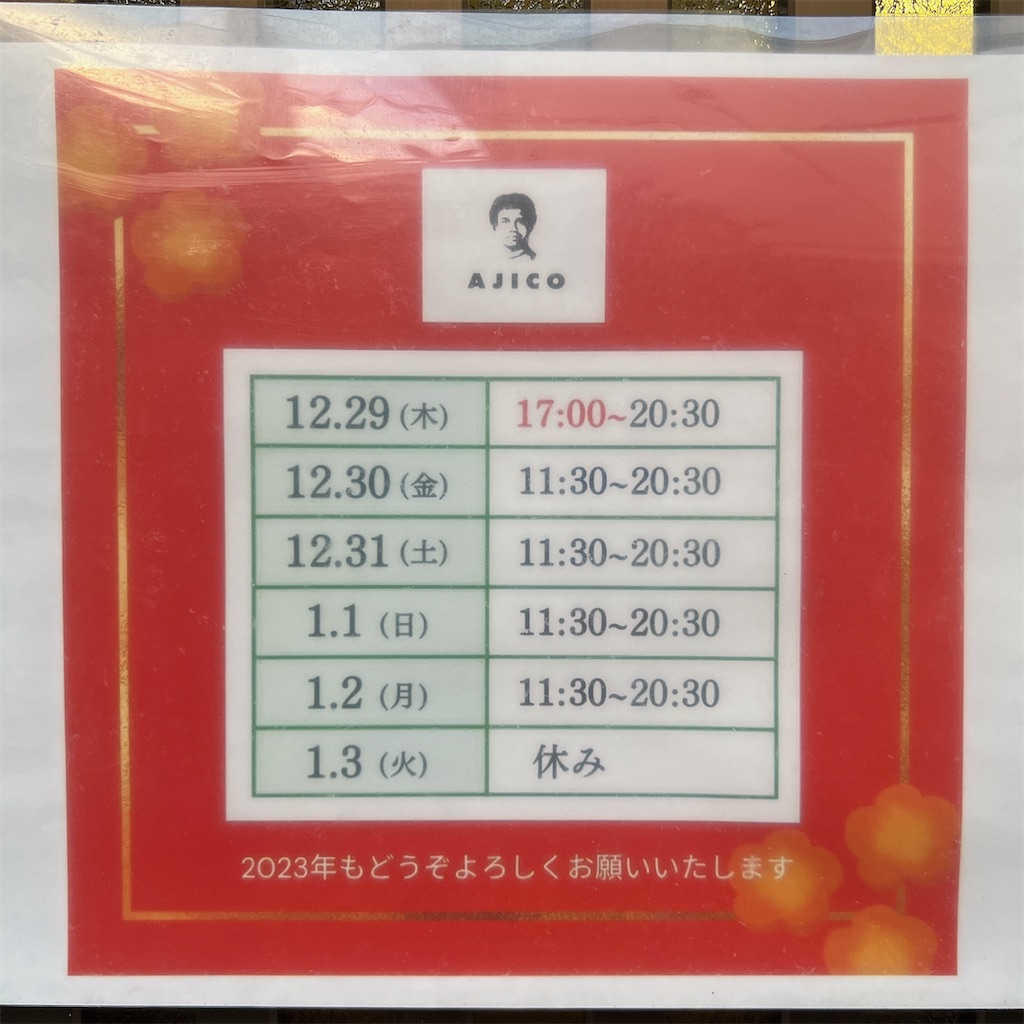 AJICO
12.29 (木) 17:00~20:30
12.30 (金) 11:30~20:30
12.31 (土) 11:30~20:30
1.1 (日) 11:30~20:30
1.2 (月) 11:30~20:30
1.3 (火) 休み
2023年もどうぞよろしくお願いいたします